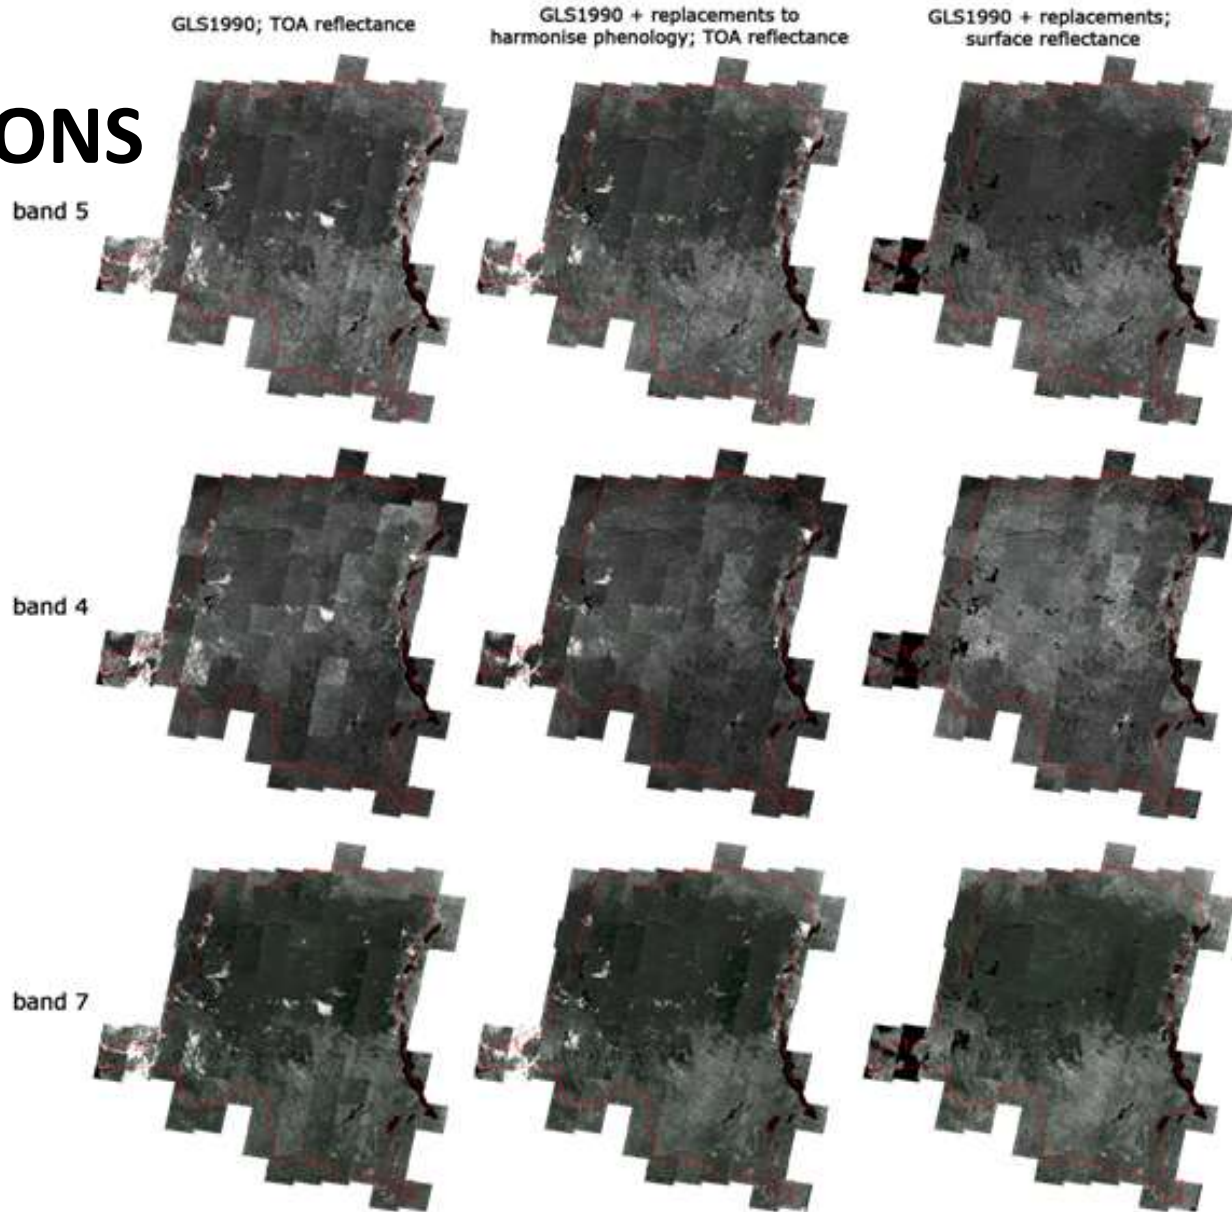 GLS1990; TOA reflectance
GLS1990 + replacements to
harmonise phenology; TOA reflectance
GLS1990 + replacements;
surface reflectance
ONS
band 5
band 4
band 7